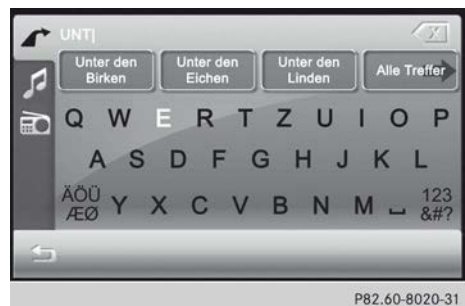 UNT
Unter den Birken
Unter den Eichen
Unter den Linden
Alle Treffer
Q W E R T Z U I O P
A S D F G H J K L
ÄÖÜ ÆØ Y X C V B N M ⎵ 123 &#?
P82.60-8020-31